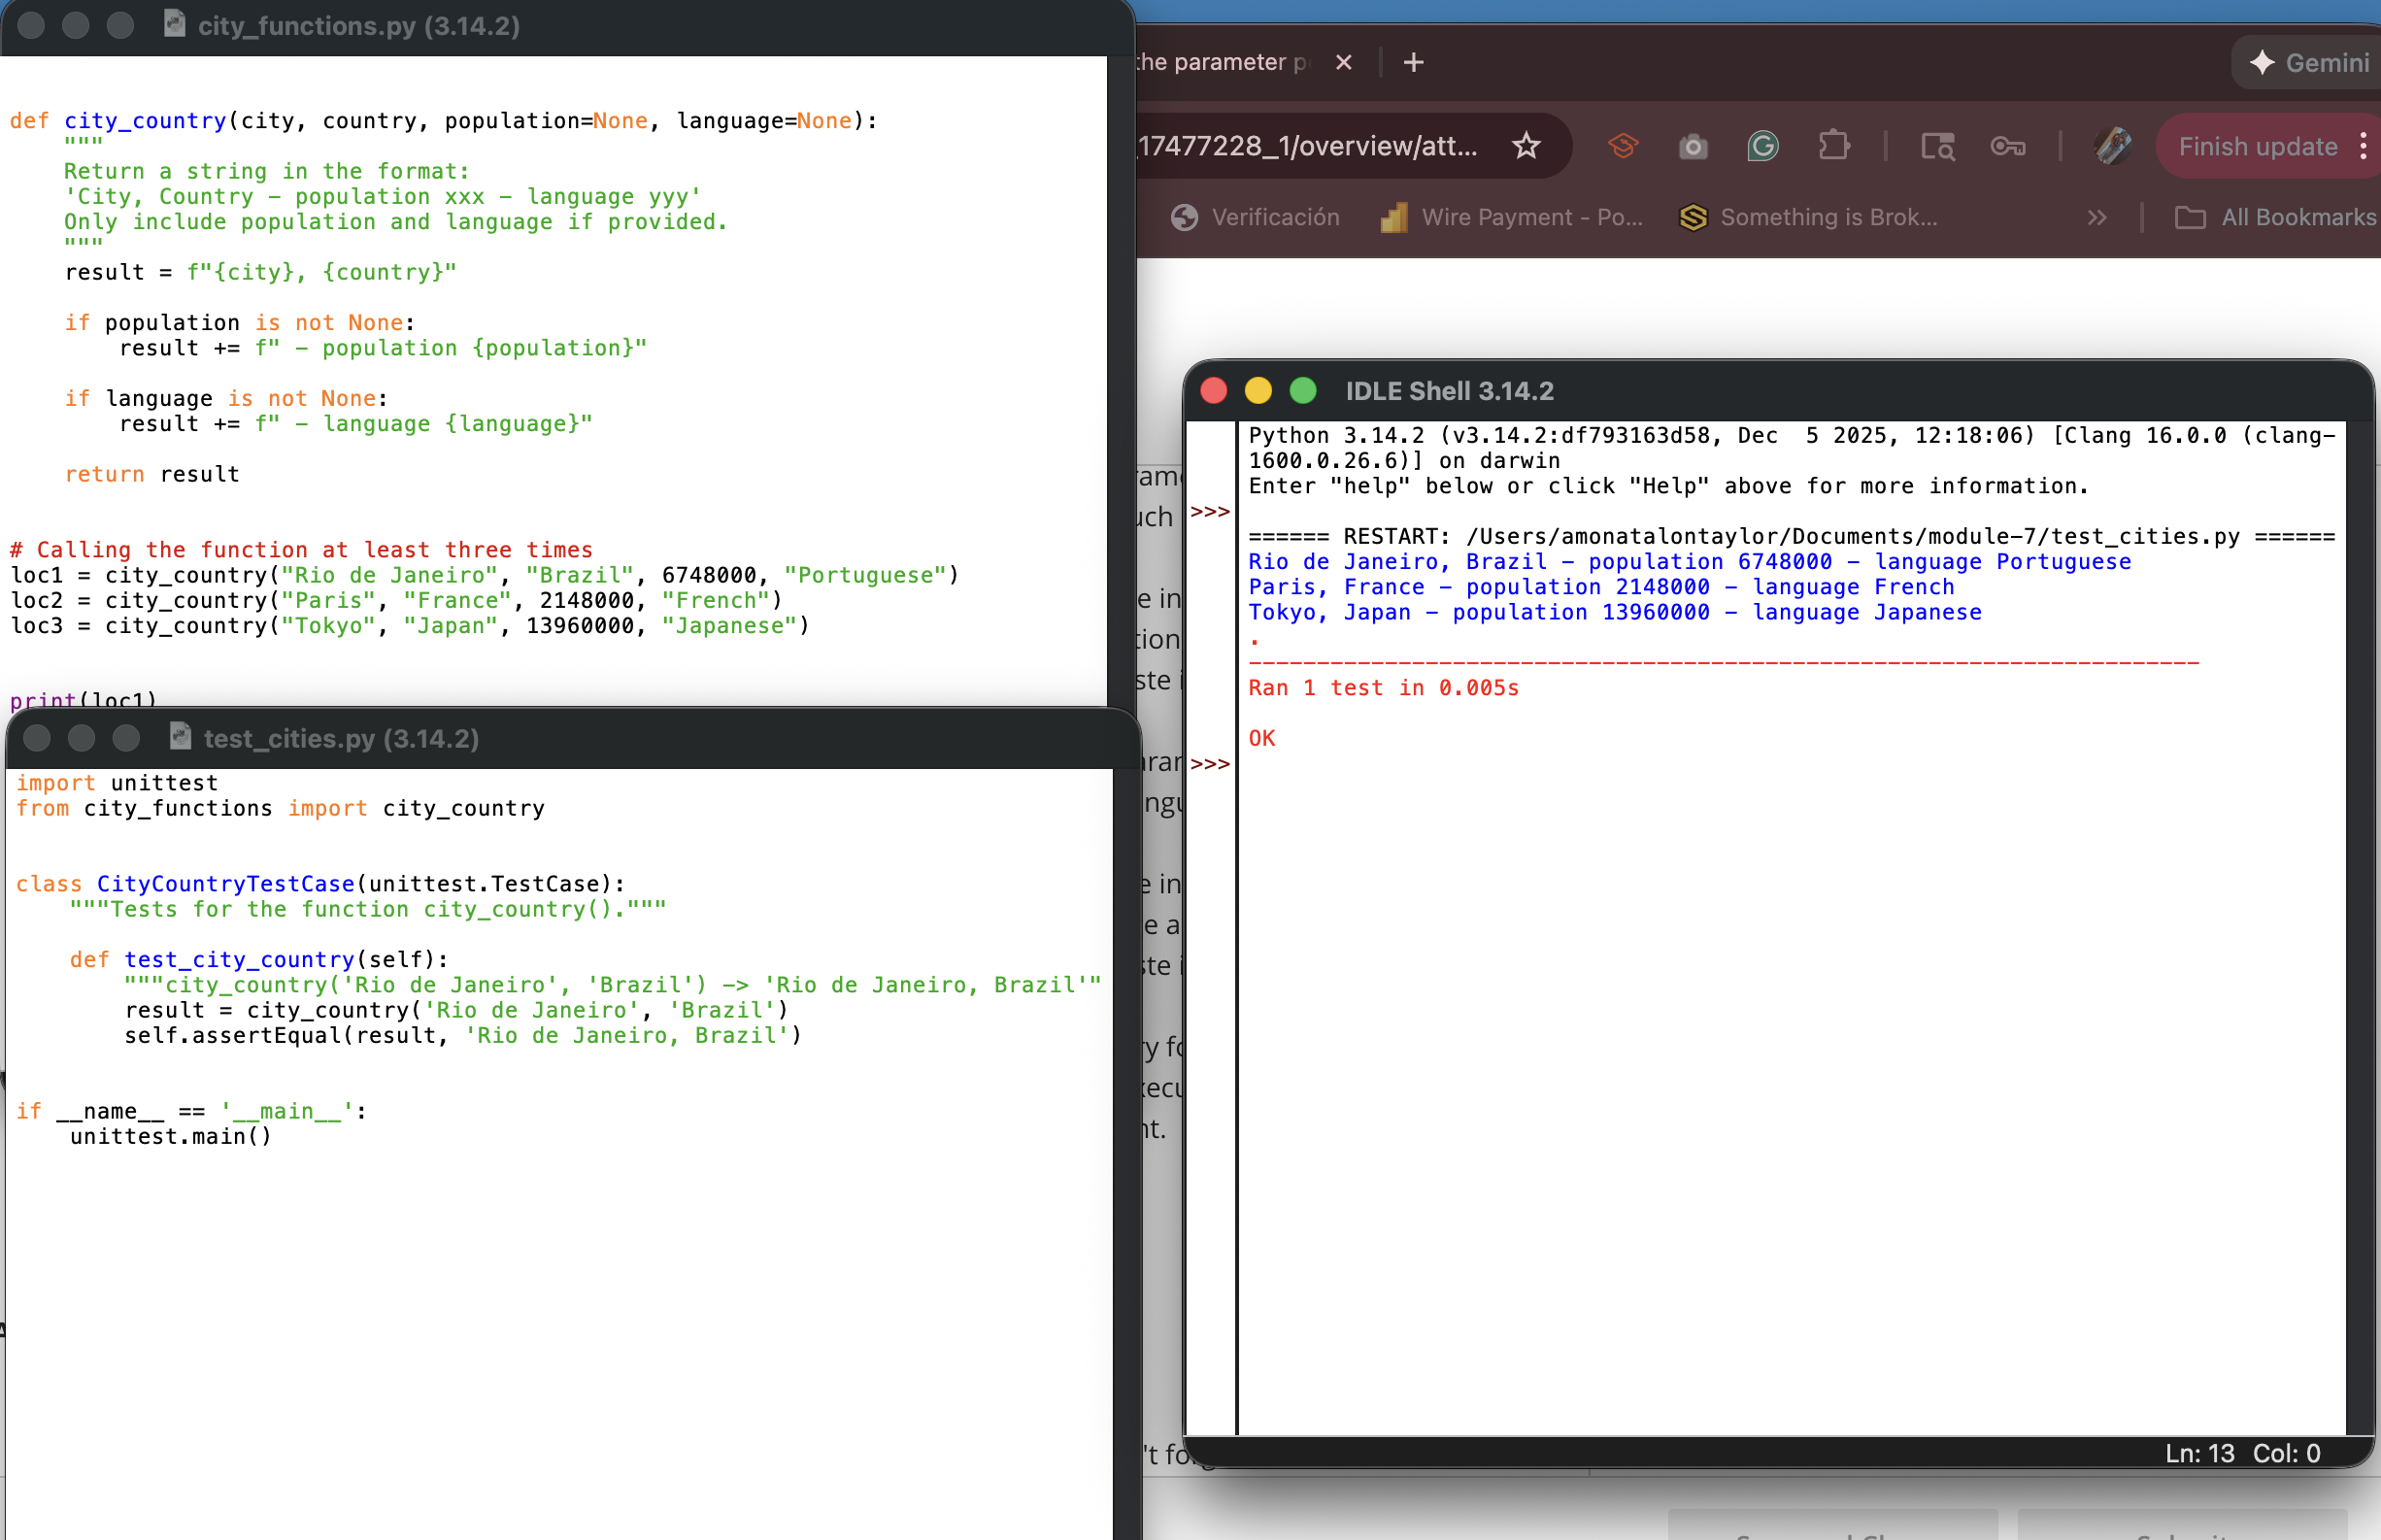 city_functions.py (3.14.2)
def city_country(city, country, population=None, language=None):
"""
Return a string in the format:
'City, Country - population xxx - language yyy'
Only include population and language if provided.
"""
result = f"{city}, {country}"
if population is not None:
result += f" - population {population}"
if language is not None:
result += f" - language {language}"
return result
# Calling the function at least three times
loc1 = city_country("Rio de Janeiro", "Brazil", 6748000, "Portuguese")
loc2 = city_country("Paris", "France", 2148000, "French")
loc3 = city_country("Tokyo", "Japan", 13960000, "Japanese")
print(loc1)
test_cities.py (3.14.2)
import unittest
from city_functions import city_country
class CityCountryTestCase(unittest.TestCase):
"""Tests for the function city_country()."""
def test_city_country(self):
"""city_country('Rio de Janeiro', 'Brazil') -> 'Rio de Janeiro, Brazil'"
result = city_country('Rio de Janeiro', 'Brazil')
self.assertEqual(result, 'Rio de Janeiro, Brazil')
if __name__ == '__main__':
unittest.main()
the parameter
Gemini
17477228_1/overview/att...
Finish update
Verificación
Wire Payment - Po...
Something is Brok...
All Bookmarks
IDLE Shell 3.14.2
Python 3.14.2 (v3.14.2:df793163d58, Dec  5 2025, 12:18:06) [Clang 16.0.0 (clang-
1600.0.26.6)] on darwin
Enter "help" below or click "Help" above for more information.
>>>
====== RESTART: /Users/amonatalontaylor/Documents/module-7/test_cities.py ======
Rio de Janeiro, Brazil - population 6748000 - language Portuguese
Paris, France - population 2148000 - language French
Tokyo, Japan - population 13960000 - language Japanese
.
----------------------------------------------------------------------
Ran 1 test in 0.005s
OK
>>>
Ln: 13 Col: 0